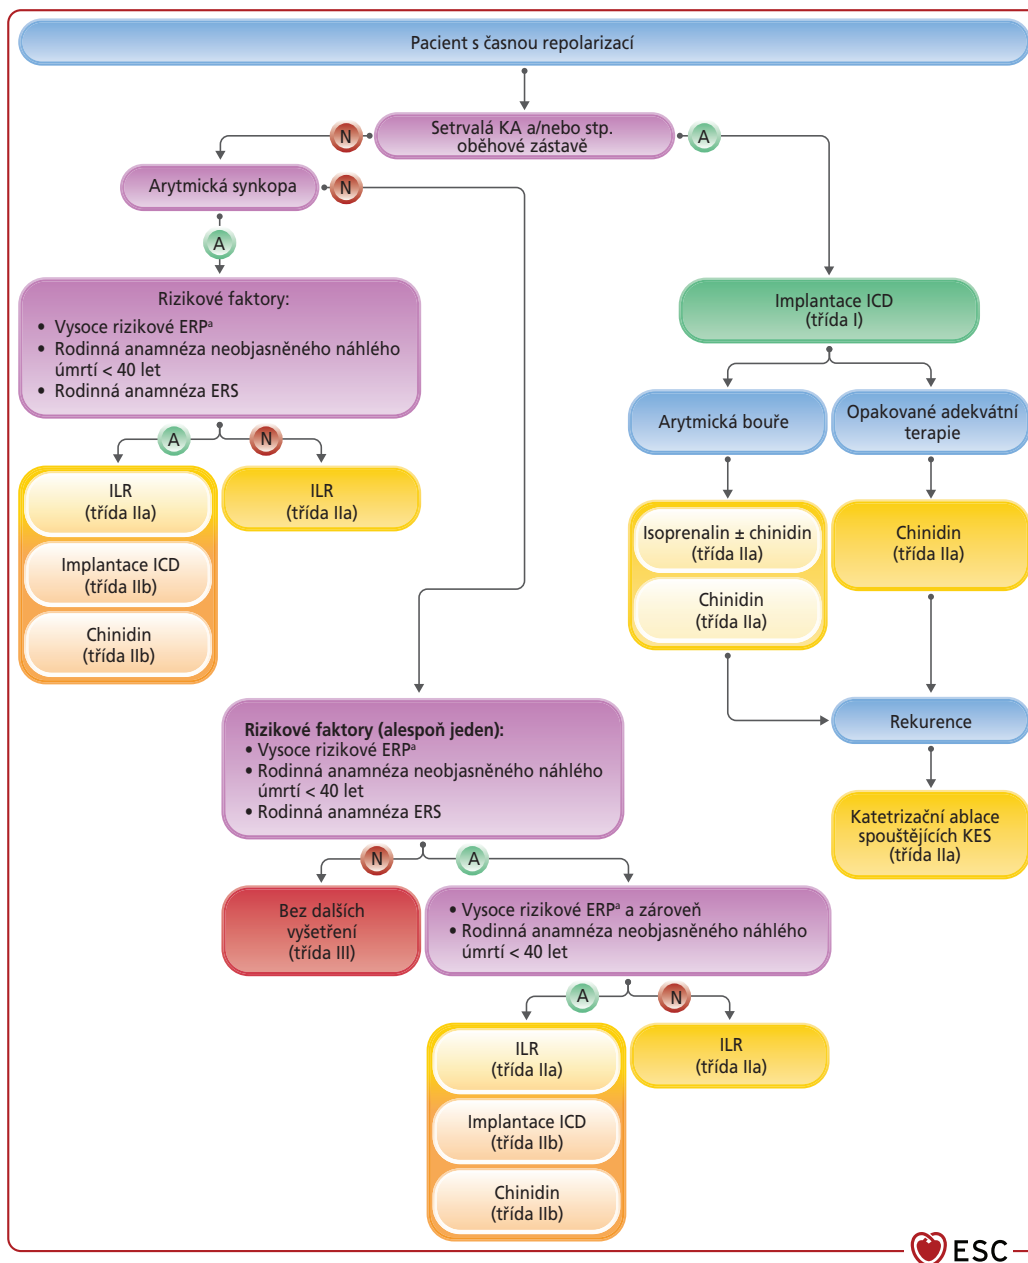 Pacient s časnou repolarizací
Setrvalá KA a/nebo stp.
oběhové zástavě
N
A
Arytmická synkopa
N
A
Rizikové faktory:
• Vysoce rizikové ERPᵃ
• Rodinná anamnéza neobjasněného náhlého
úmrtí < 40 let
• Rodinná anamnéza ERS
A
N
ILR
(třída IIa)
Implantace ICD
(třída IIb)
Chinidin
(třída IIb)
ILR
(třída IIa)
Implantace ICD
(třída I)
Arytmická bouře
Opakované adekvátní
terapie
Isoprenalin ± chinidin
(třída IIa)
Chinidin
(třída IIa)
Chinidin
(třída IIa)
Rekurence
Katetrizační ablace
spouštějících KES
(třída IIa)
Rizikové faktory (alespoň jeden):
• Vysoce rizikové ERPᵃ
• Rodinná anamnéza neobjasněného náhlého
úmrtí < 40 let
• Rodinná anamnéza ERS
N
A
Bez dalších
vyšetření
(třída III)
• Vysoce rizikové ERPᵃ a zároveň
• Rodinná anamnéza neobjasněného náhlého
úmrtí < 40 let
A
N
ILR
(třída IIa)
Implantace ICD
(třída IIb)
Chinidin
(třída IIb)
ILR
(třída IIa)
ESC